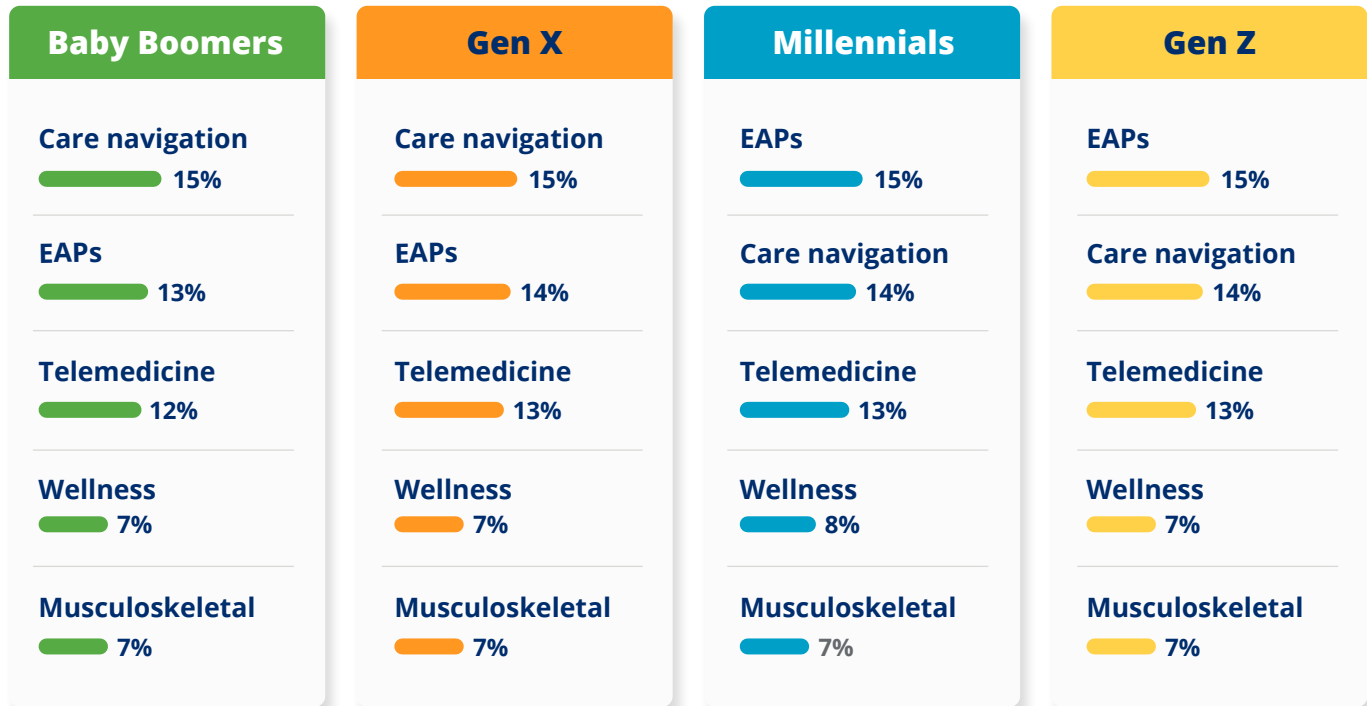 Baby Boomers
Care navigation
15%
EAPs
13%
Telemedicine
12%
Wellness
7%
Musculoskeletal
7%
Gen X
Care navigation
15%
EAPs
14%
Telemedicine
13%
Wellness
7%
Musculoskeletal
7%
Millennials
EAPs
15%
Care navigation
14%
Telemedicine
13%
Wellness
8%
Musculoskeletal
7%
Gen Z
EAPs
15%
Care navigation
14%
Telemedicine
13%
Wellness
7%
Musculoskeletal
7%